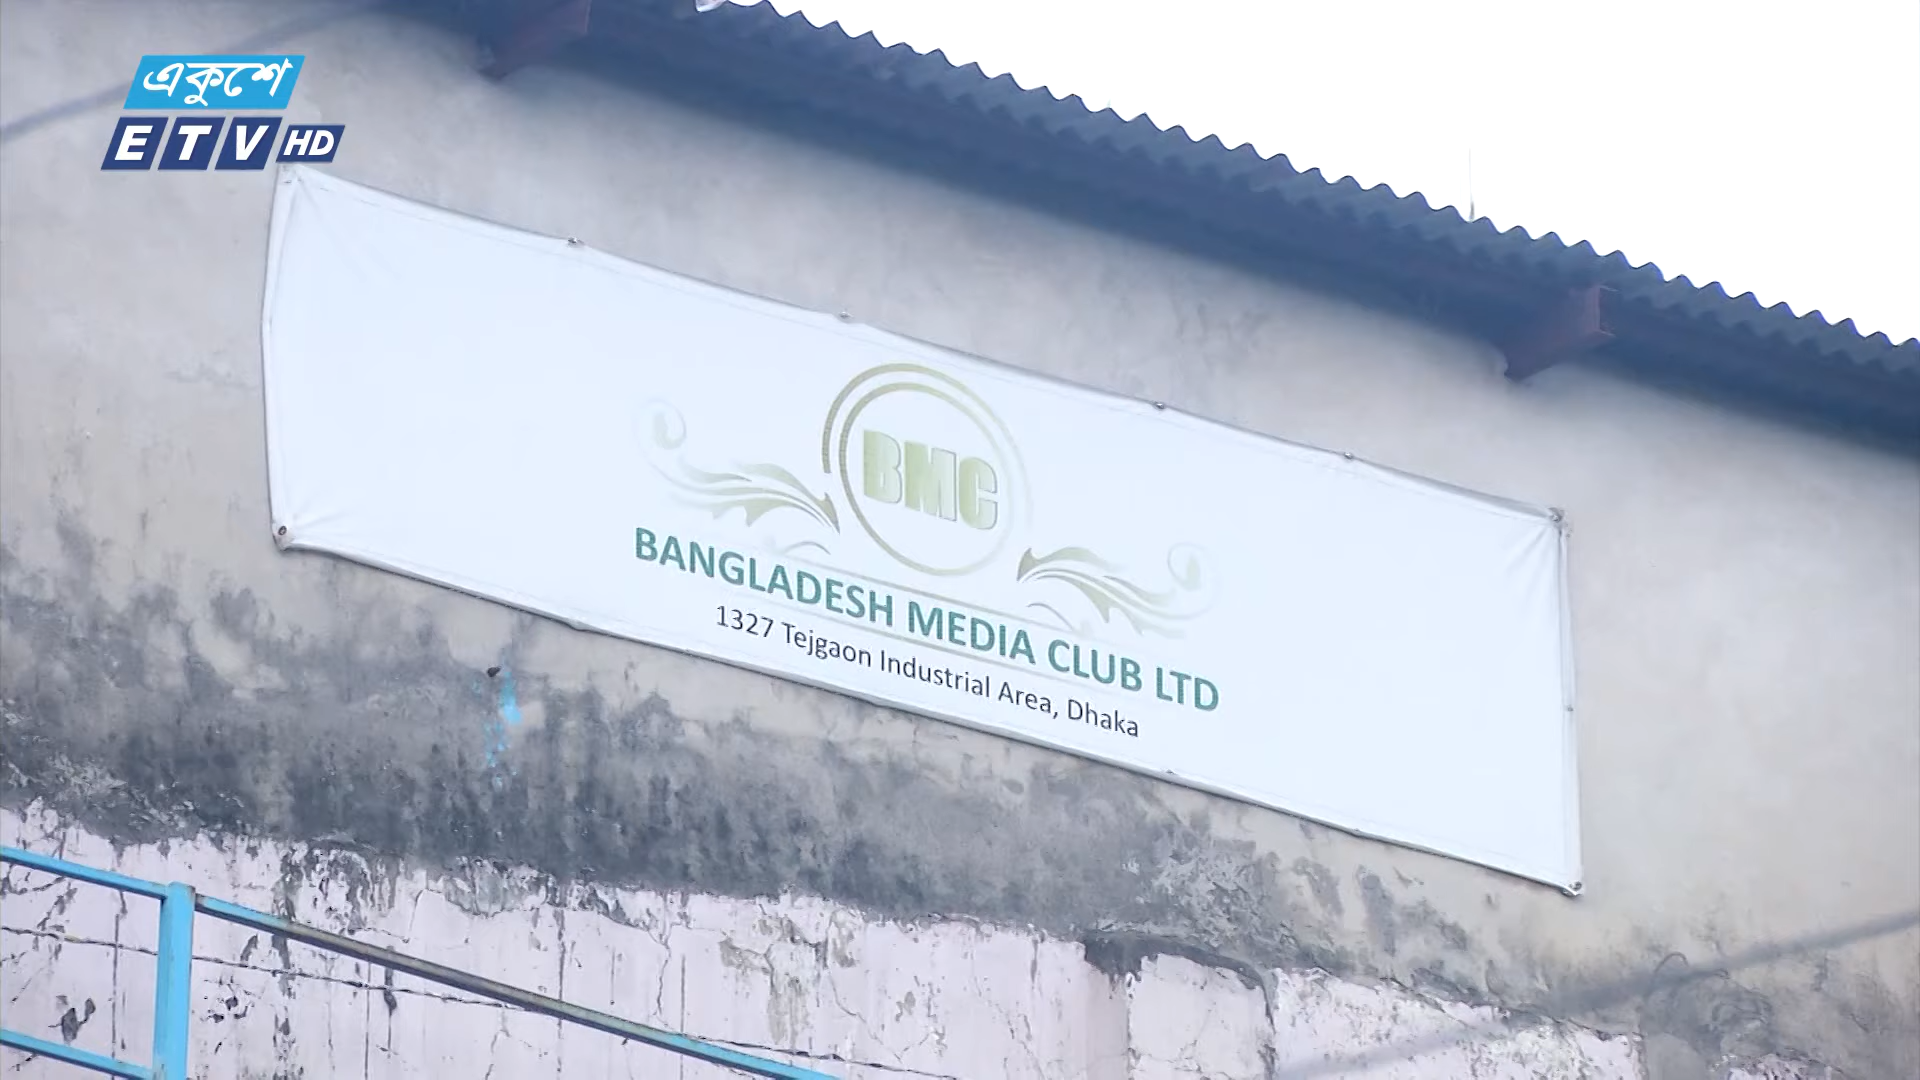 একুশে
ETV HD
BMC
BANGLADESH MEDIA CLUB LTD
1327 Tejgaon Industrial Area, Dhaka